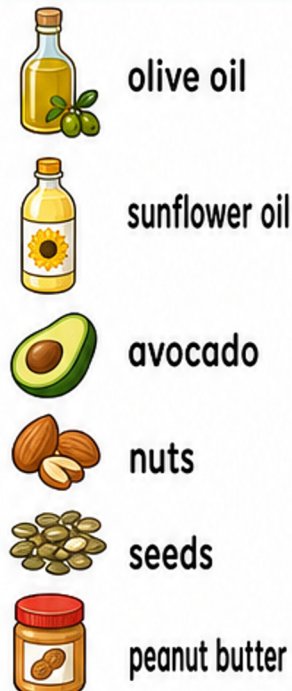 olive oil
sunflower oil
avocado
nuts
seeds
peanut butter